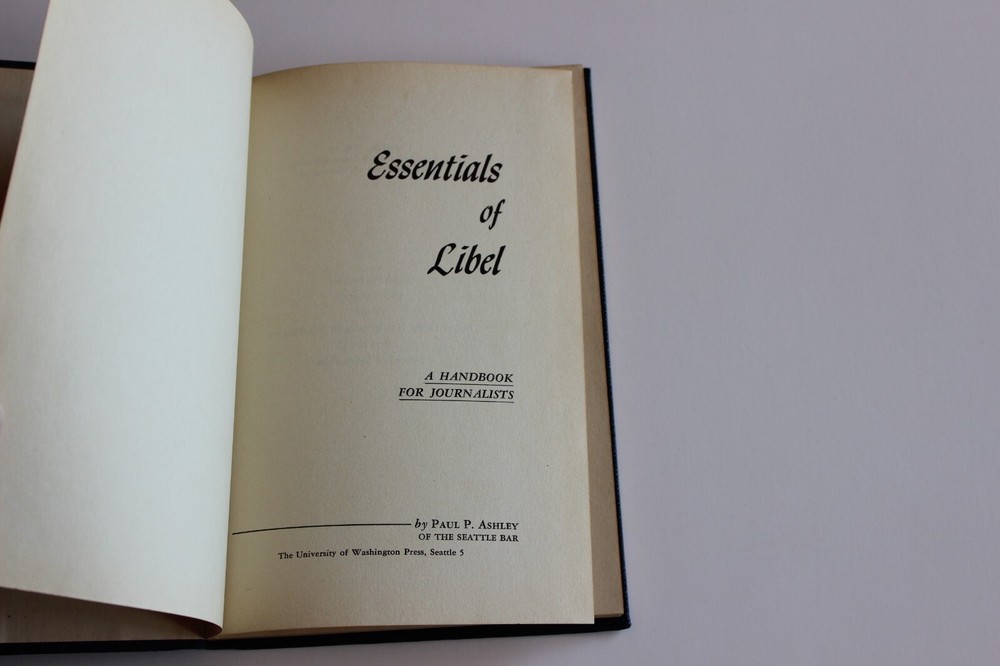 Essentials
of
Libel
A HANDBOOK
FOR JOURNALISTS
by PAUL P. ASHLEY
OF THE SEATTLE BAR
The University of Washington Press, Seattle 5